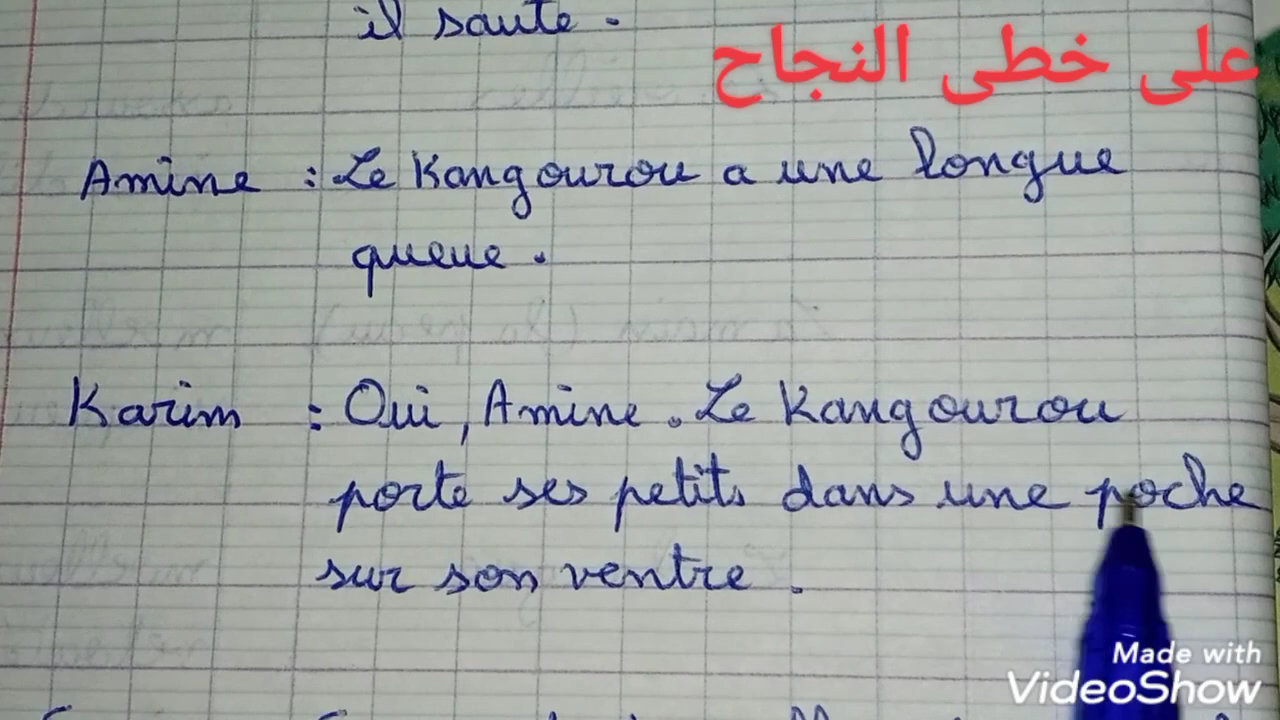 il saute.
على خطى النجاح
Amine : Le Kangourou a une longue
queue.
Karim : Oui, Amine. Le Kangourou
porte ses petits dans une poche
sur son ventre.
Made with
VideoShow